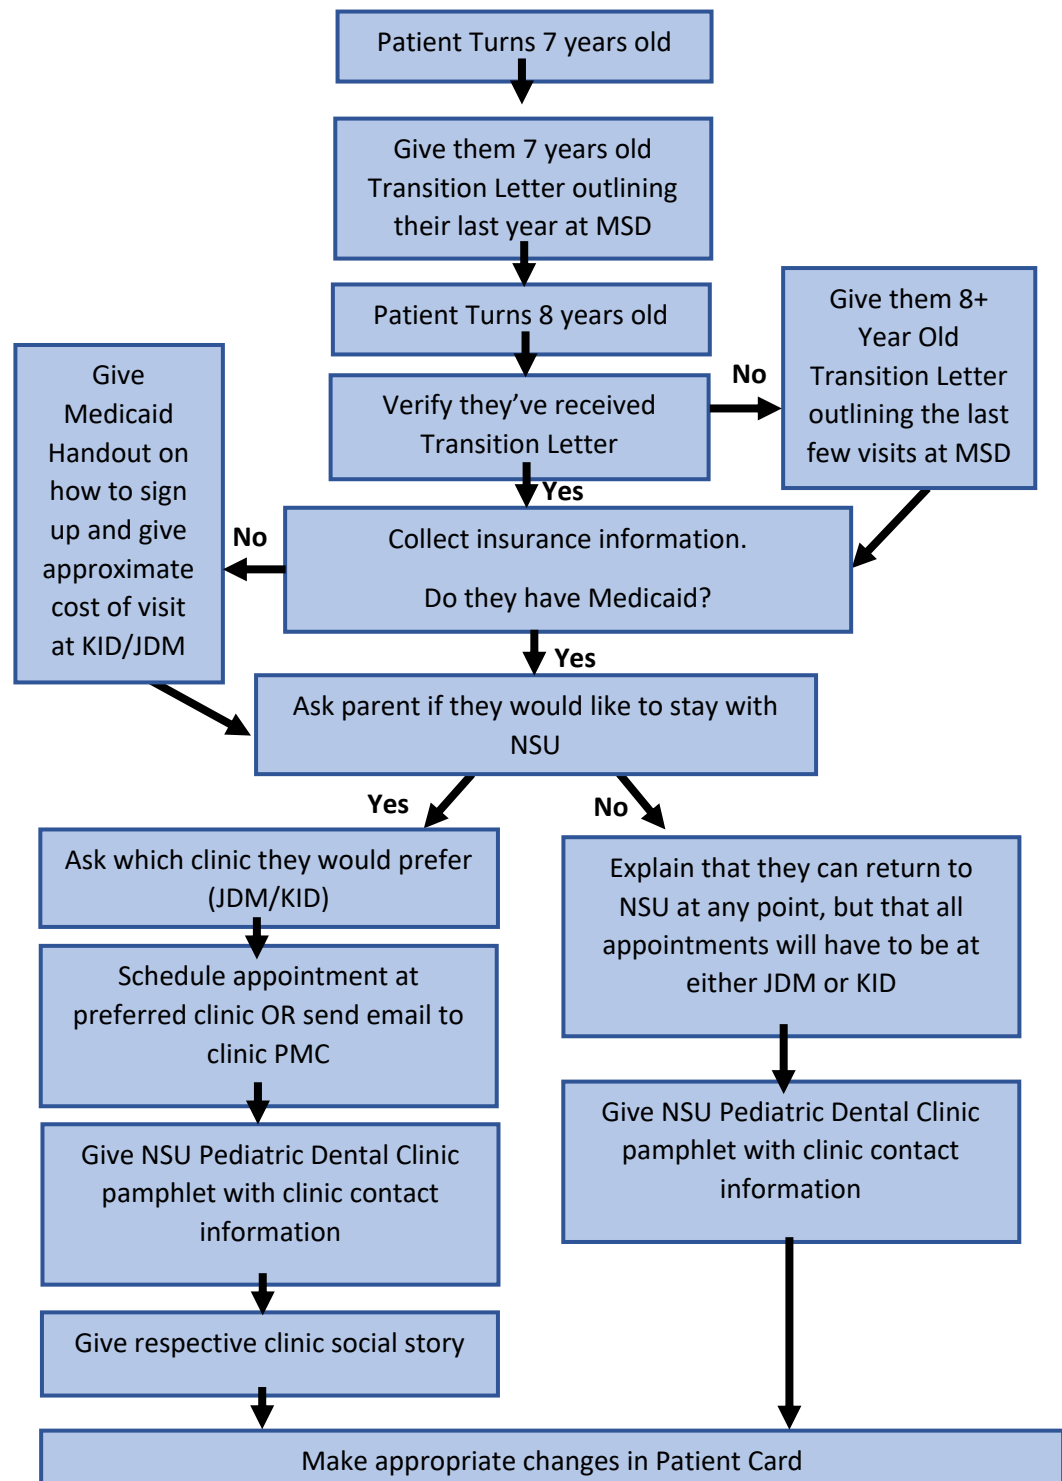 Patient Turns 7 years old
Give them 7 years old
Transition Letter outlining
their last year at MSD
Patient Turns 8 years old
Verify they’ve received
Transition Letter
No
Give them 8+
Year Old
Transition Letter
outlining the last
few visits at MSD
Yes
Collect insurance information.
Do they have Medicaid?
No
Give
Medicaid
Handout on
how to sign
up and give
approximate
cost of visit
at KID/JDM
Yes
Ask parent if they would like to stay with
NSU
Yes
No
Ask which clinic they would prefer
(JDM/KID)
Schedule appointment at
preferred clinic OR send email to
clinic PMC
Give NSU Pediatric Dental Clinic
pamphlet with clinic contact
information
Give respective clinic social story
Explain that they can return to
NSU at any point, but that all
appointments will have to be at
either JDM or KID
Give NSU Pediatric Dental Clinic
pamphlet with clinic contact
information
Make appropriate changes in Patient Card